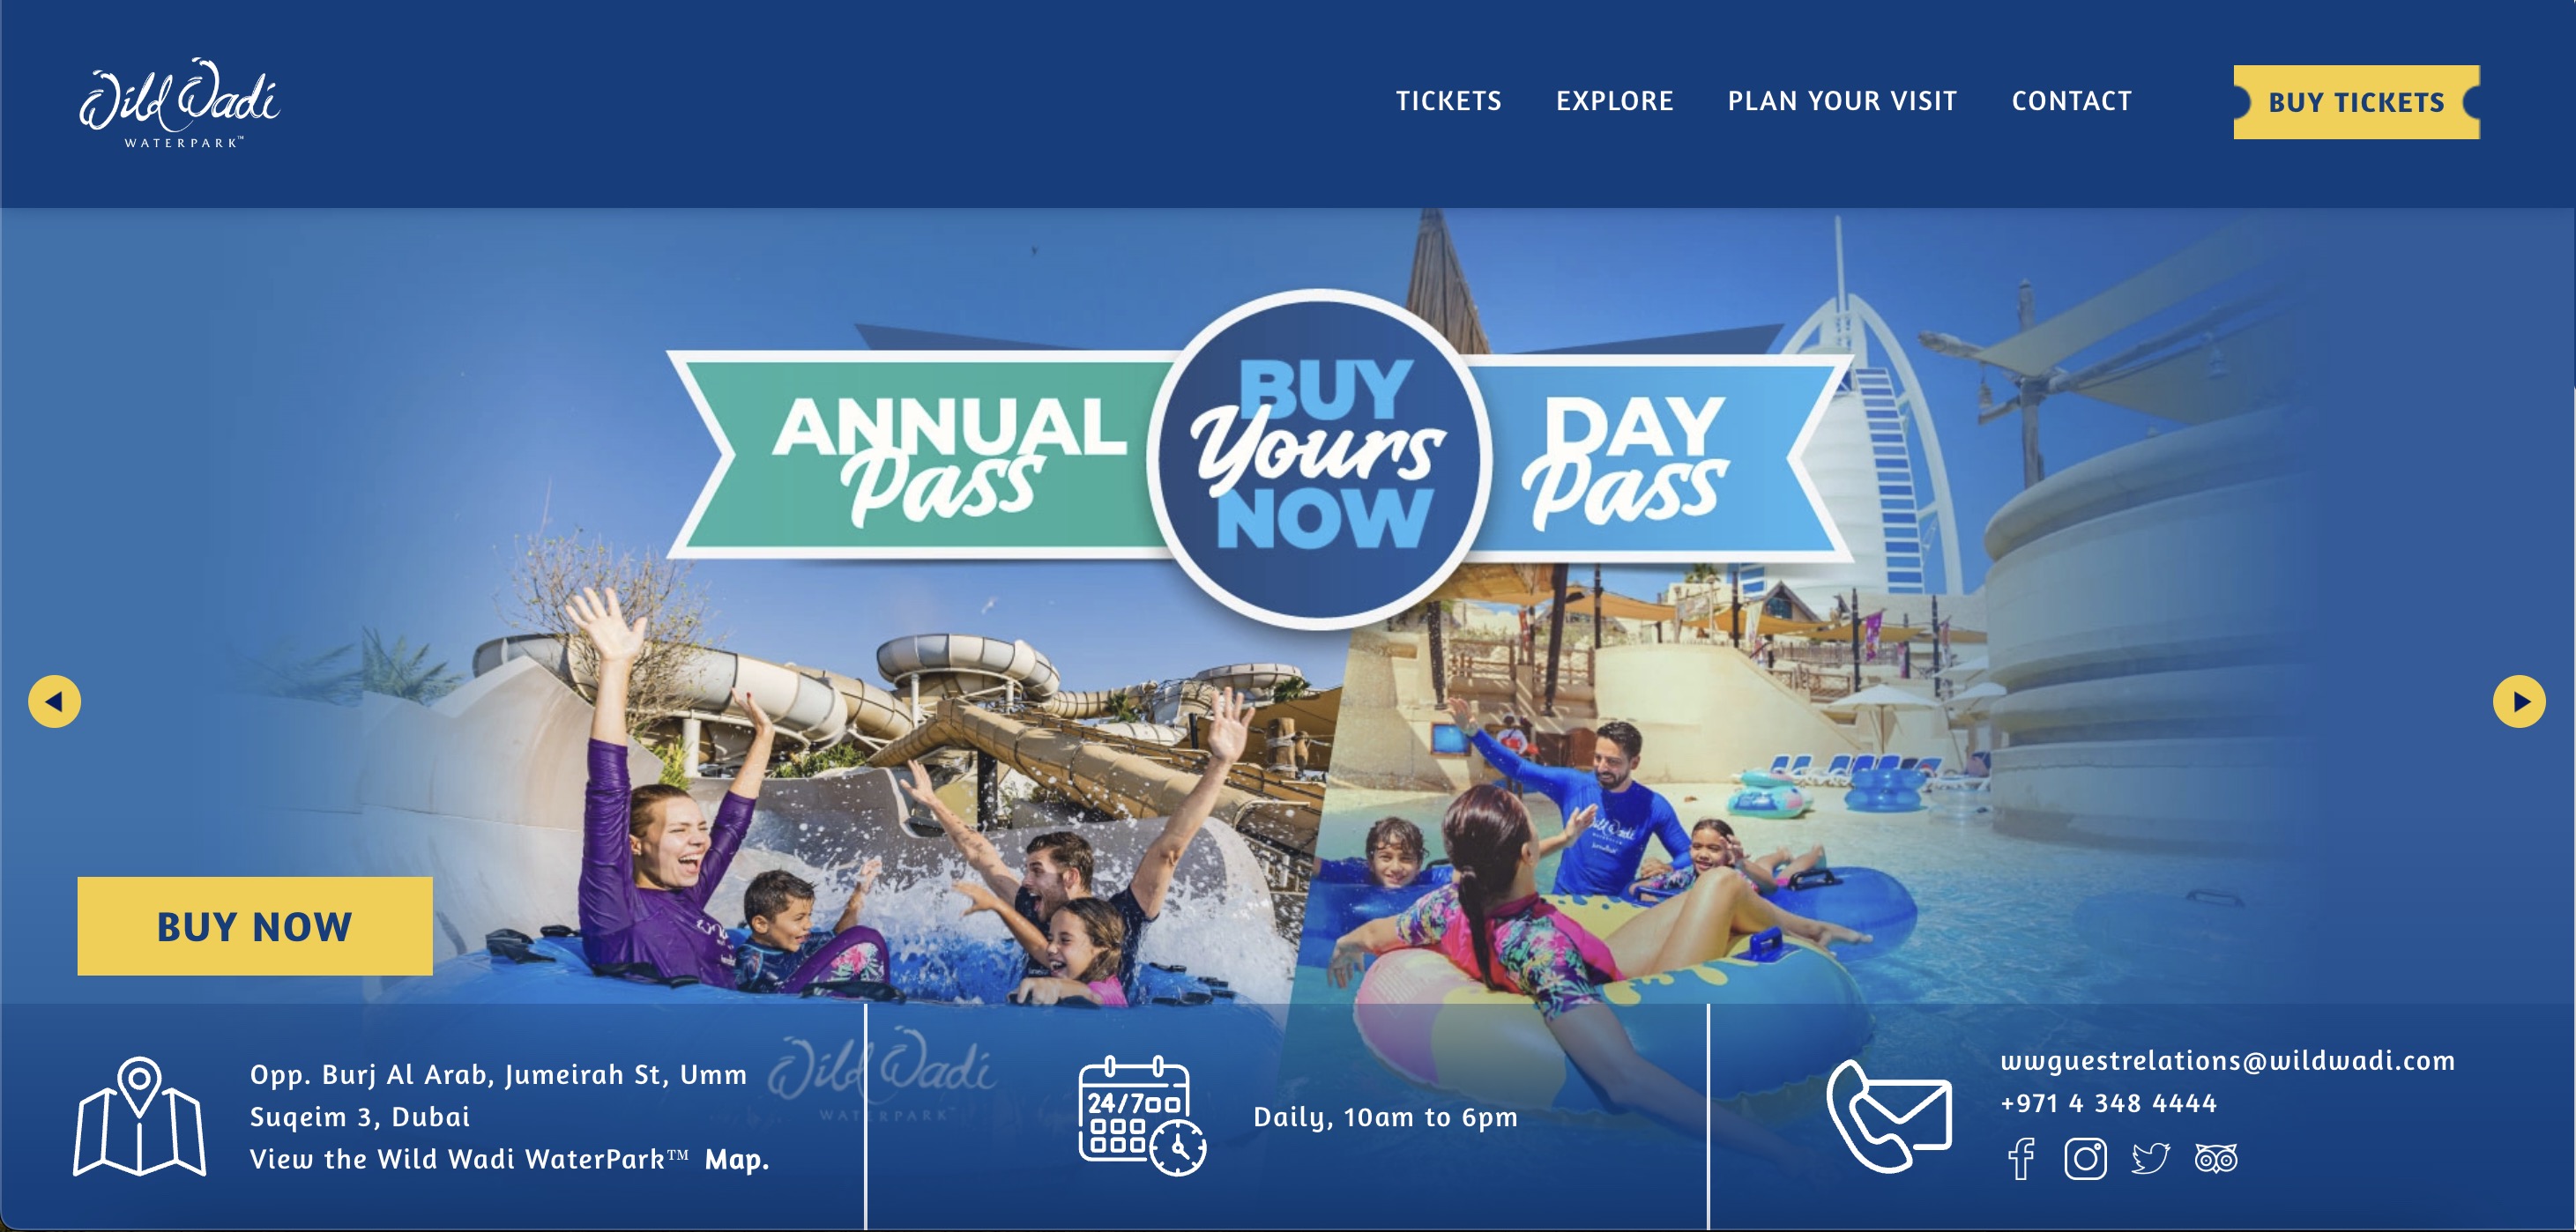 Wild Wadi
WATERPARK™
TICKETS
EXPLORE
PLAN YOUR VISIT
CONTACT
BUY TICKETS
ANNUAL
Pass
BUY
Yours
NOW
DAY
Pass
Wild Wadi
BUY NOW
Opp. Burj Al Arab, Jumeirah St, Umm
Suqeim 3, Dubai
View the Wild Wadi WaterPark™ Map.
Wild Wadi
WATERPARK™
24/7
Daily, 10am to 6pm
wwguestrelations@wildwadi.com
+971 4 348 4444